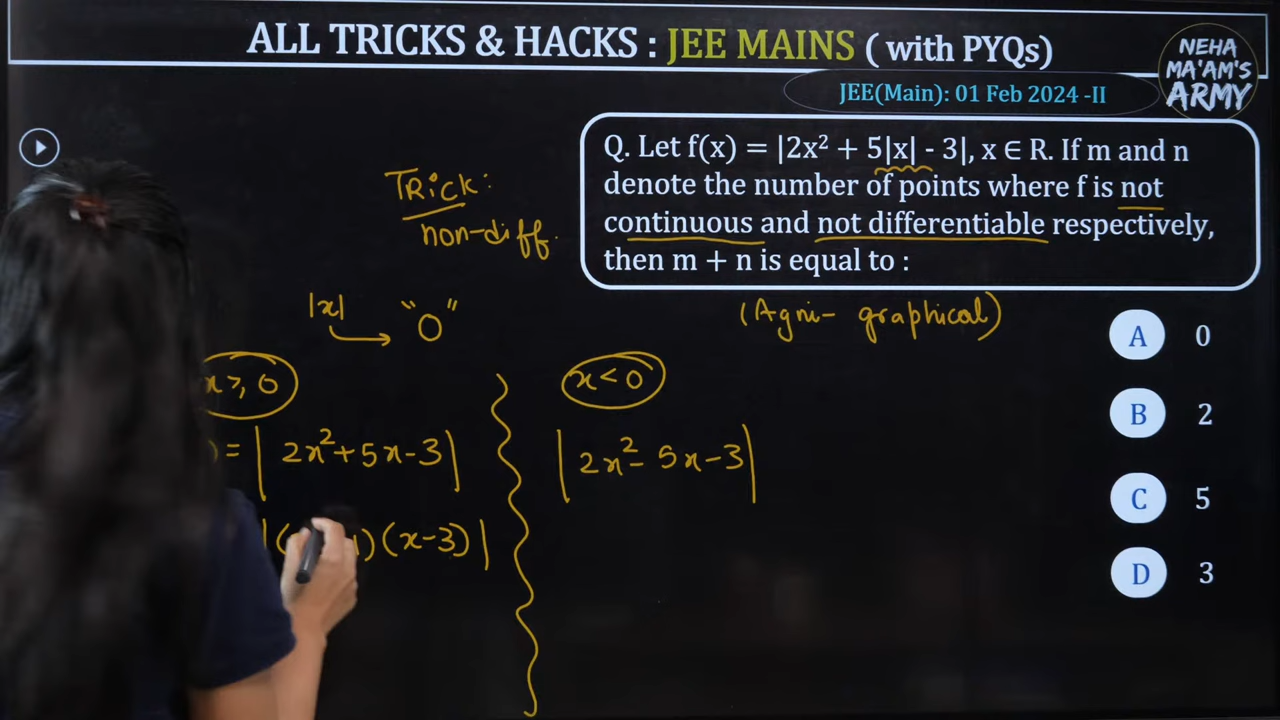 ALL TRICKS & HACKS : JEE MAINS ( with PYQs)
NEHA
MA'AM'S
ARMY
JEE(Main): 01 Feb 2024 -II
Q. Let f(x) = |2x² + 5|x| - 3|, x ∈ R. If m and n
denote the number of points where f is not
continuous and not differentiable respectively,
then m + n is equal to :
TRICK:
non-diff.
|x| → "0"
(Agni- graphical)
A 0
B 2
C 5
D 3
x ≥ 0
) = |2x²+5x-3|
(x-3)|
x < 0
|2x²-5x-3|